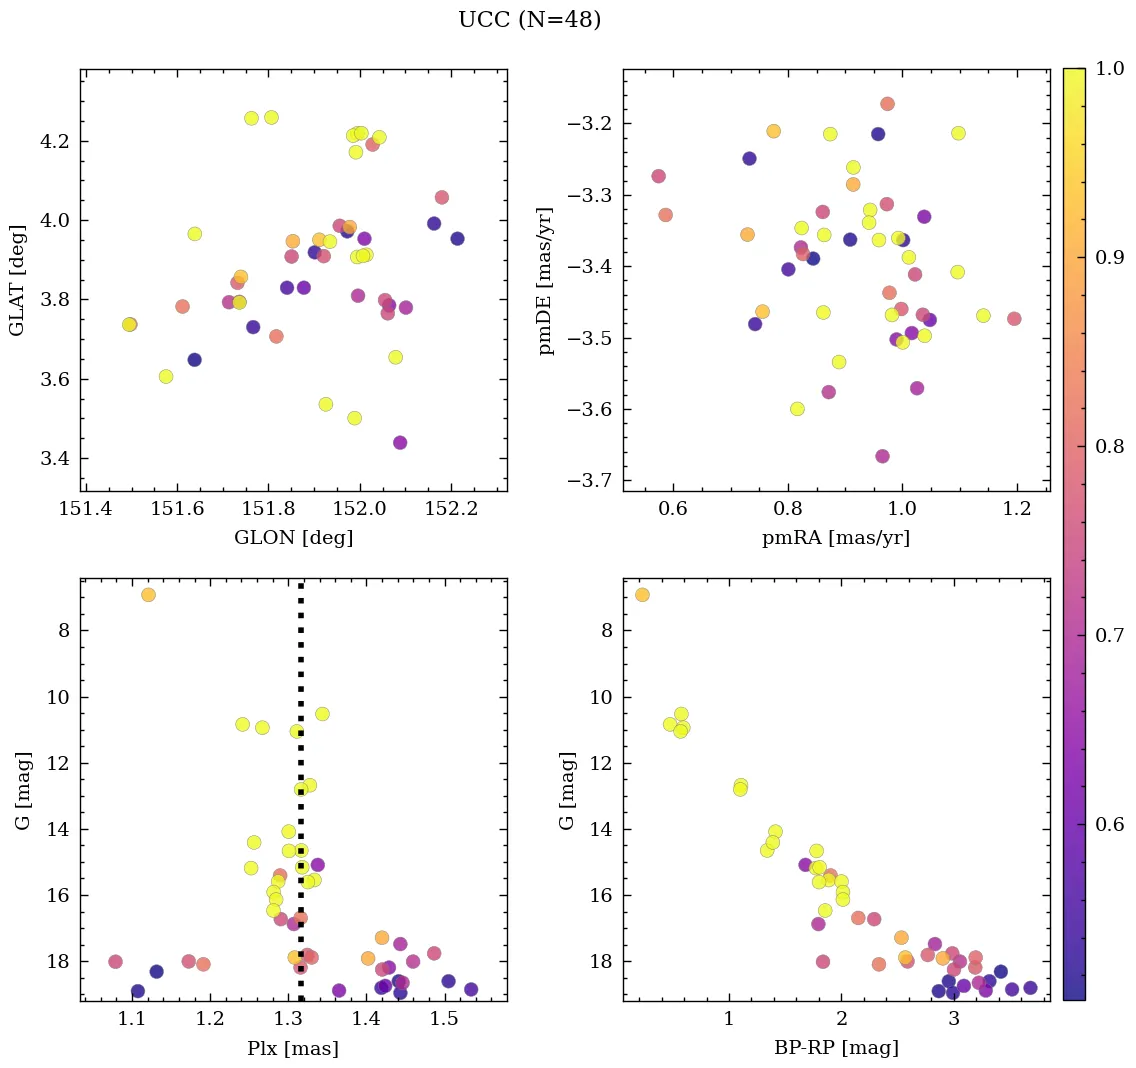 UCC (N=48)
4.2
4.0
3.8
3.6
3.4
GLAT [deg]
151.4 151.6 151.8 152.0 152.2
GLON [deg]
−3.2
−3.3
−3.4
−3.5
−3.6
−3.7
pmDE [mas/yr]
0.6 0.8 1.0 1.2
pmRA [mas/yr]
1.0
0.9
0.8
0.7
0.6
8
10
12
14
16
18
G [mag]
1.1 1.2 1.3 1.4 1.5
Plx [mas]
8
10
12
14
16
18
G [mag]
1 2 3
BP-RP [mag]